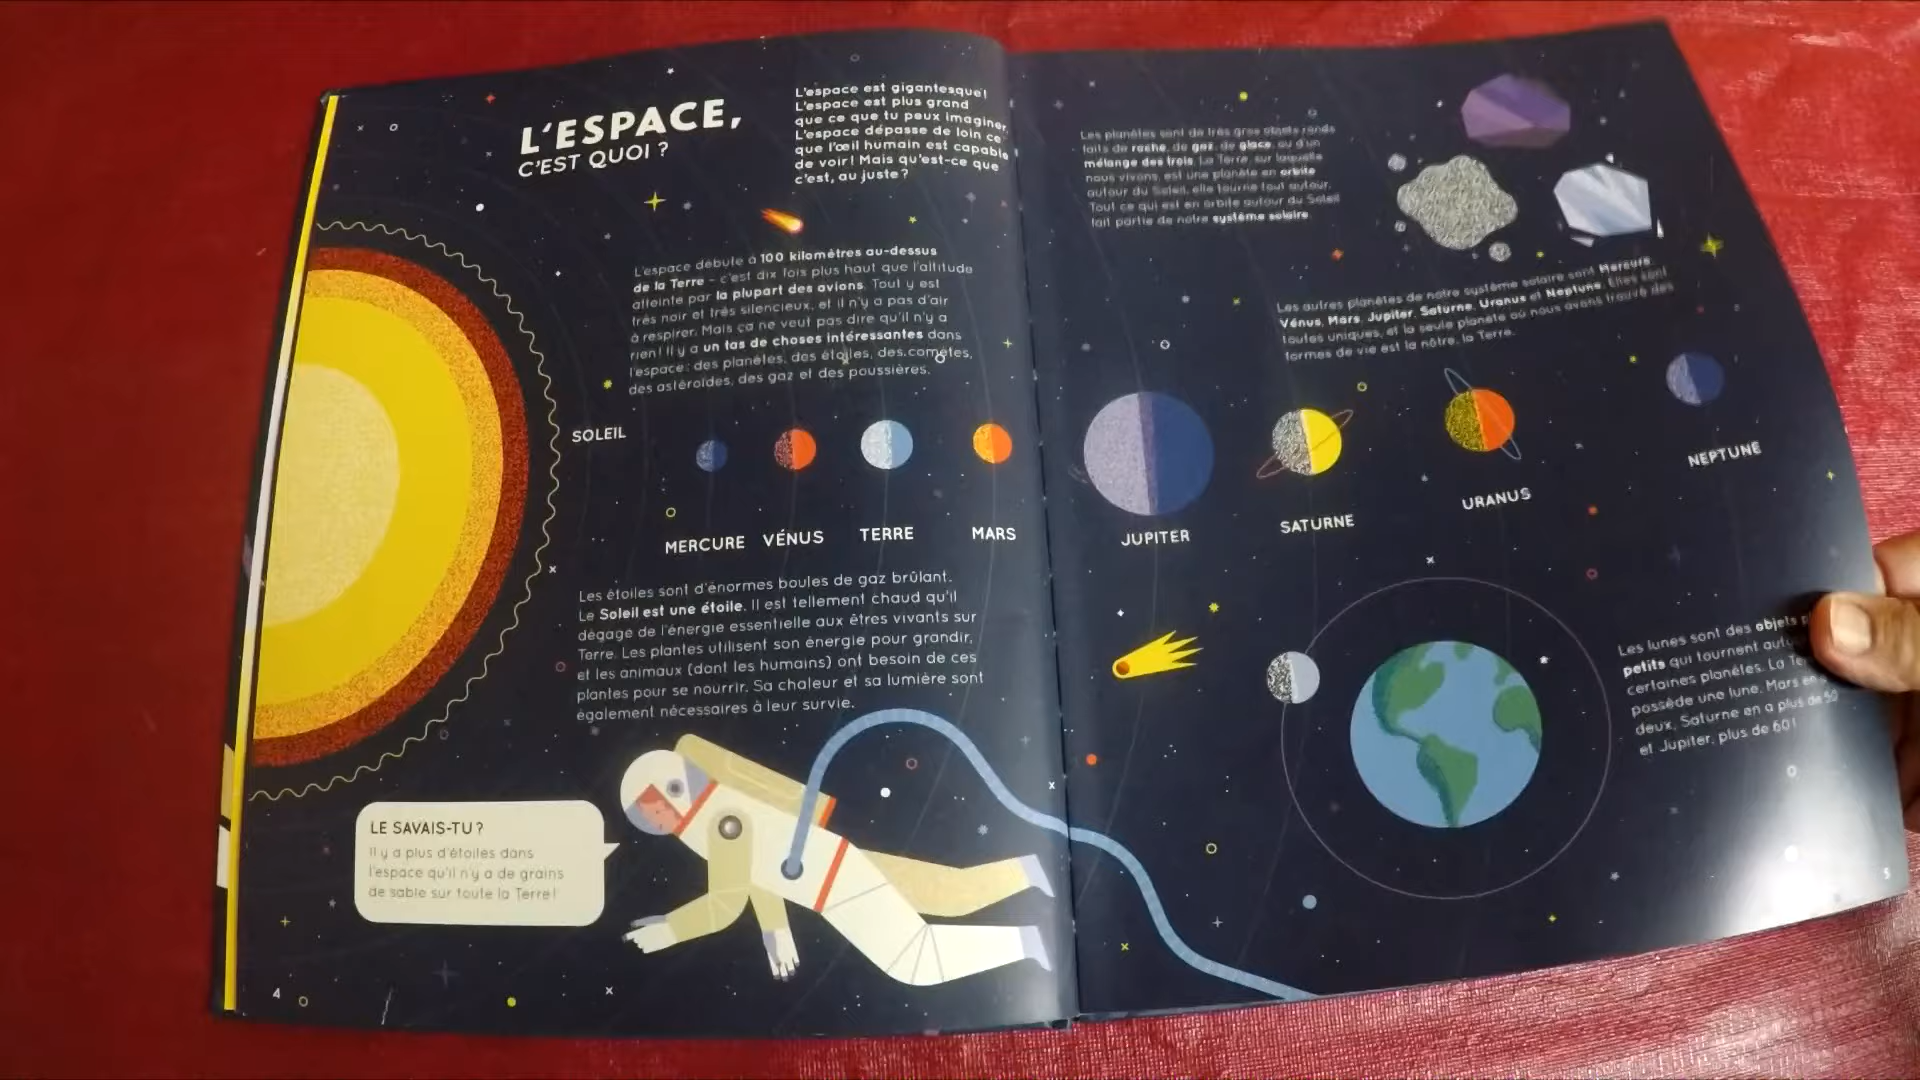 L'ESPACE,
C'EST QUOI ?
L'espace est gigantesque!
L'espace est plus grand
que ce que tu peux imaginer.
L'espace dépasse de loin ce
que l'œil humain est capable
de voir! Mais qu'est-ce que
c'est, au juste?
L'espace débute à 100 kilomètres au-dessus
de la Terre – c'est dix fois plus haut que l'altitude
atteinte par la plupart des avions. Tout y est
très noir et très silencieux, et il n'y a pas d'air
à respirer. Mais ça ne veut pas dire qu'il n'y a
rien! Il y a un tas de choses intéressantes dans
l'espace: des planètes, des étoiles, des comètes,
des astéroïdes, des gaz et des poussières.
SOLEIL
MERCURE
VÉNUS
TERRE
MARS
Les étoiles sont d'énormes boules de gaz brûlant.
Le Soleil est une étoile. Il est tellement chaud qu'il
dégage de l'énergie essentielle aux êtres vivants sur
Terre. Les plantes utilisent son énergie pour grandir,
et les animaux (dont les humains) ont besoin de ces
plantes pour se nourrir. Sa chaleur et sa lumière sont
également nécessaires à leur survie.
LE SAVAIS-TU?
Il y a plus d'étoiles dans
l'espace qu'il n'y a de grains
de sable sur toute la Terre!
4
Les planètes sont de très gros objets ronds
faits de roche, de gaz, de glace, ou d'un
mélange des trois. La Terre, sur laquelle
nous vivons, est une planète en orbite
autour du Soleil, elle tourne tout autour.
Tout ce qui est en orbite autour du Soleil
fait partie de notre système solaire.
Les autres planètes de notre système solaire sont Mercure,
Vénus, Mars, Jupiter, Saturne, Uranus et Neptune. Elles sont
toutes uniques, et la seule planète où nous avons trouvé des
formes de vie est la nôtre, la Terre.
JUPITER
SATURNE
URANUS
NEPTUNE
Les lunes sont des objets
petits qui tournent
certaines planètes. La
possède une lune, Mars en
deux, Saturne en a plus de 50
et Jupiter, plus de 60!
5